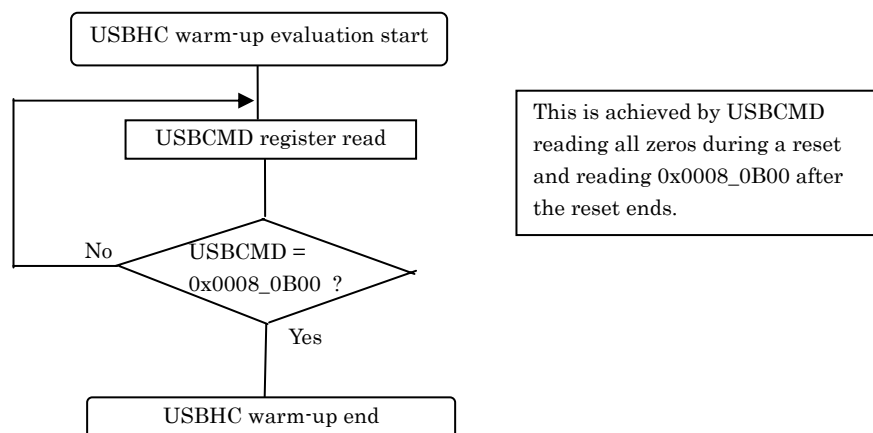 USBHC warm-up evaluation start
USBCMD register read
No
USBCMD =
0x0008_0B00 ?
Yes
USBHC warm-up end
This is achieved by USBCMD
reading all zeros during a reset
and reading 0x0008_0B00 after
the reset ends.